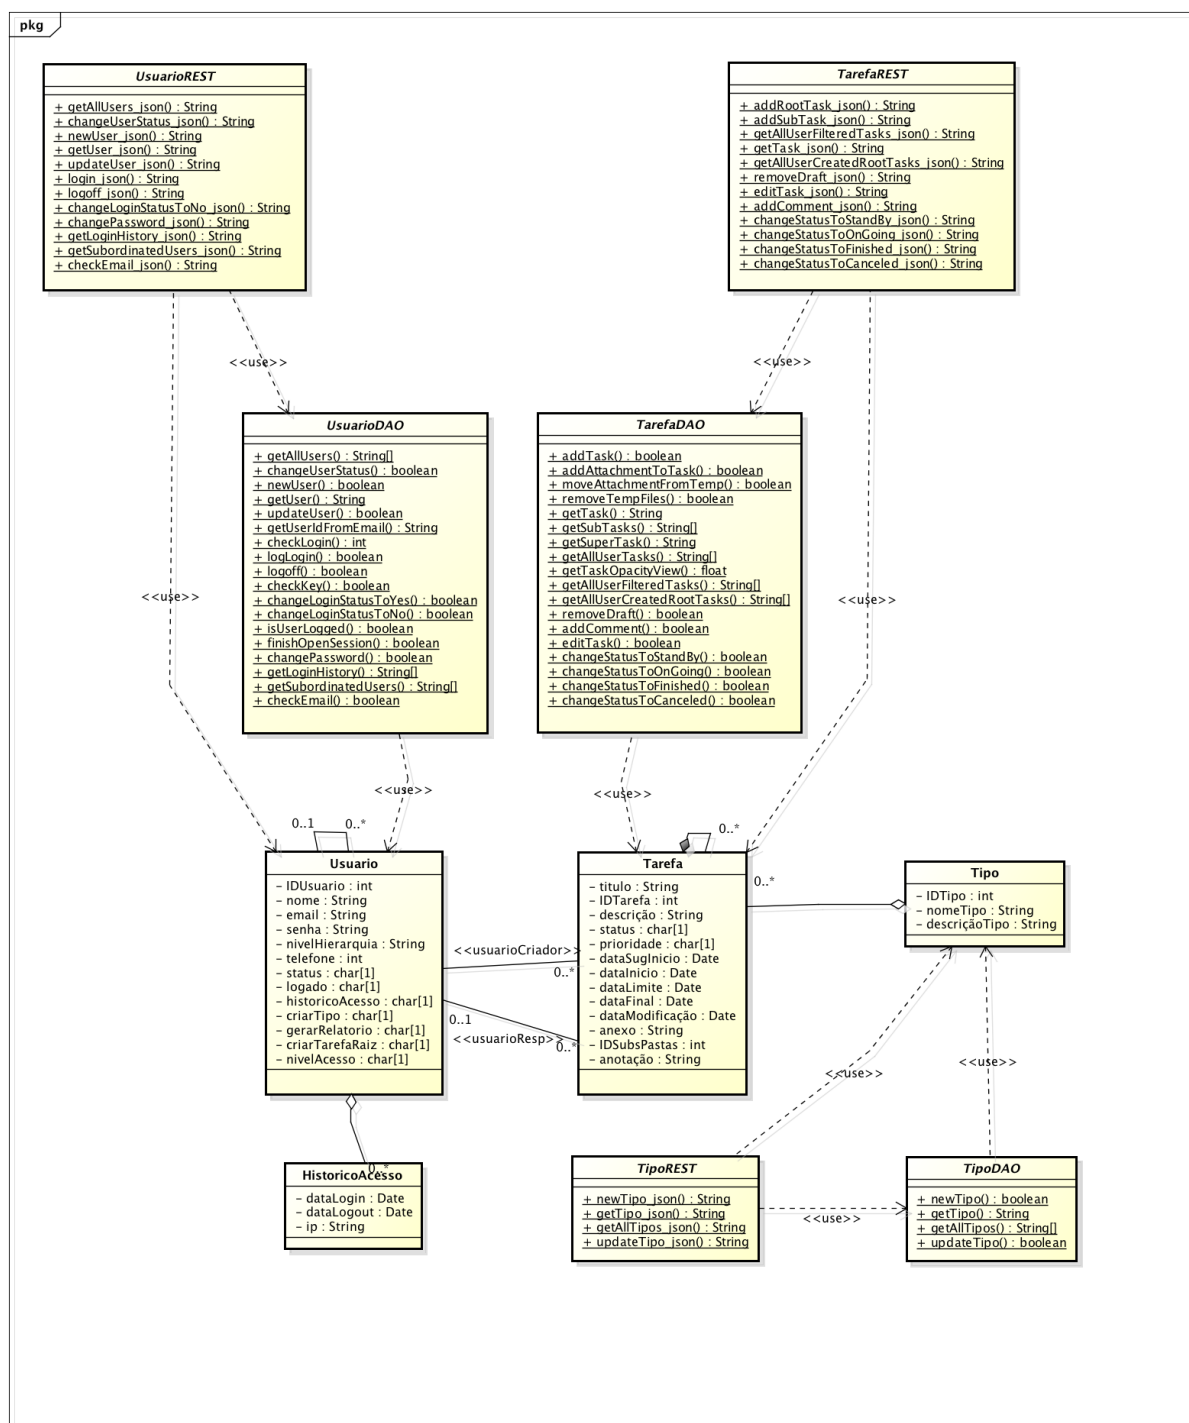 pkg
UsuarioREST
+ getAllUsers_json() : String
+ changeUserStatus_json() : String
+ newUser_json() : String
+ getUser_json() : String
+ updateUser_json() : String
+ login_json() : String
+ logoff_json() : String
+ changeLoginStatusToNo_json() : String
+ changePassword_json() : String
+ getLoginHistory_json() : String
+ getSubordinatedUsers_json() : String
+ checkEmail_json() : String
TarefaREST
+ addRootTask_json() : String
+ addSubTask_json() : String
+ getAllUserFilteredTasks_json() : String
+ getTask_json() : String
+ getAllUserCreatedRootTasks_json() : String
+ removeDraft_json() : String
+ editTask_json() : String
+ addComment_json() : String
+ changeStatusToStandBy_json() : String
+ changeStatusToOnGoing_json() : String
+ changeStatusToFinished_json() : String
+ changeStatusToCanceled_json() : String
<<use>>
<<use>>
UsuarioDAO
+ getAllUsers() : String[]
+ changeUserStatus() : boolean
+ newUser() : boolean
+ getUser() : String
+ updateUser() : boolean
+ getUserIdFromEmail() : String
+ checkLogin() : int
+ logLogin() : boolean
+ logoff() : boolean
+ checkKey() : boolean
+ changeLoginStatusToYes() : boolean
+ changeLoginStatusToNo() : boolean
+ isUserLogged() : boolean
+ finishOpenSession() : boolean
+ changePassword() : boolean
+ getLoginHistory() : String[]
+ getSubordinatedUsers() : String[]
+ checkEmail() : boolean
TarefaDAO
+ addTask() : boolean
+ addAttachmentToTask() : boolean
+ moveAttachmentFromTemp() : boolean
+ removeTempFiles() : boolean
+ getTask() : String
+ getSubTasks() : String[]
+ getSuperTask() : String
+ getAllUserTasks() : String[]
+ getTaskOpacityView() : float
+ getAllUserFilteredTasks() : String[]
+ getAllUserCreatedRootTasks() : String[]
+ removeDraft() : boolean
+ addComment() : boolean
+ editTask() : boolean
+ changeStatusToStandBy() : boolean
+ changeStatusToOnGoing() : boolean
+ changeStatusToFinished() : boolean
+ changeStatusToCanceled() : boolean
<<use>>
<<use>>
<<use>>
<<use>>
0..1
0..*
0..*
Usuario
- IDUsuario : int
- nome : String
- email : String
- senha : String
- nivelHierarquia : String
- telefone : int
- status : char[1]
- logado : char[1]
- historicoAcesso : char[1]
- criarTipo : char[1]
- gerarRelatorio : char[1]
- criarTarefaRaiz : char[1]
- nivelAcesso : char[1]
<<usuarioCriador>>
0..*
0..1
<<usuarioResp>>
0..*
Tarefa
- titulo : String
- IDTarefa : int
- descrição : String
- status : char[1]
- prioridade : char[1]
- dataSugInicio : Date
- dataInicio : Date
- dataLimite : Date
- dataFinal : Date
- dataModificação : Date
- anexo : String
- IDSubsPastas : int
- anotação : String
0..*
Tipo
- IDTipo : int
- nomeTipo : String
- descriçãoTipo : String
<<use>>
<<use>>
0..*
HistoricoAcesso
- dataLogin : Date
- dataLogout : Date
- ip : String
TipoREST
+ newTipo_json() : String
+ getTipo_json() : String
+ getAllTipos_json() : String
+ updateTipo_json() : String
<<use>>
TipoDAO
+ newTipo() : boolean
+ getTipo() : String
+ getAllTipos() : String[]
+ updateTipo() : boolean